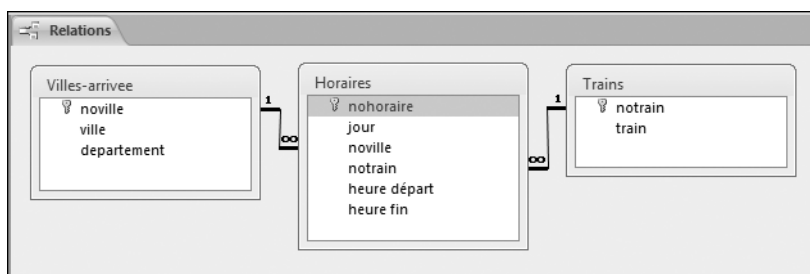 Relations
Villes-arrivee
noville
ville
departement
1
∞
Horaires
nohoraire
jour
noville
notrain
heure départ
heure fin
1
∞
Trains
notrain
train